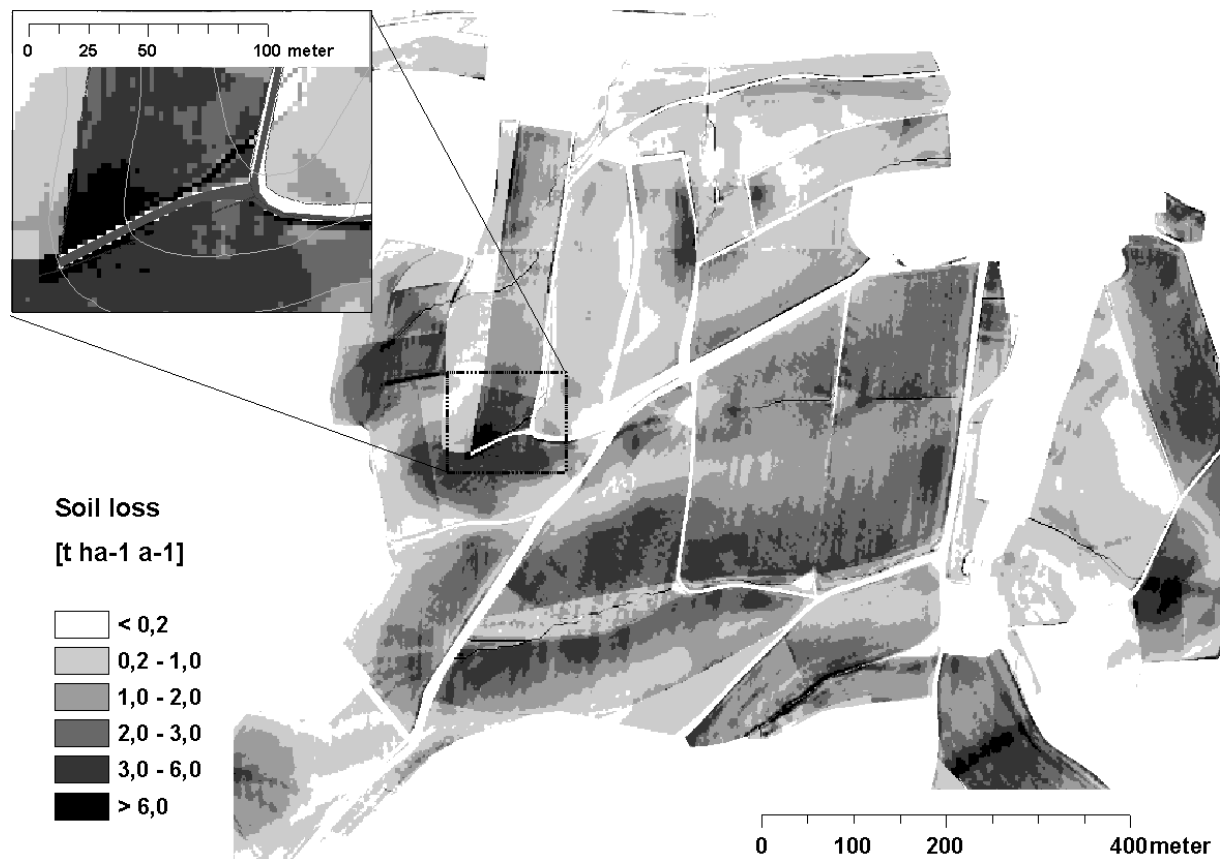 0 25 50 100 meter
Soil loss
[t ha-1 a-1]
< 0,2
0,2 - 1,0
1,0 - 2,0
2,0 - 3,0
3,0 - 6,0
> 6,0
0 100 200 400 meter